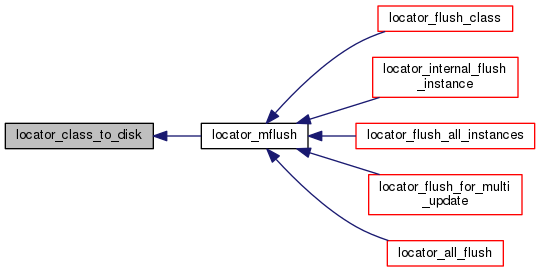 locator_class_to_disk
locator_mflush
locator_flush_class
locator_internal_flush
_instance
locator_flush_all_instances
locator_flush_for_multi
_update
locator_all_flush